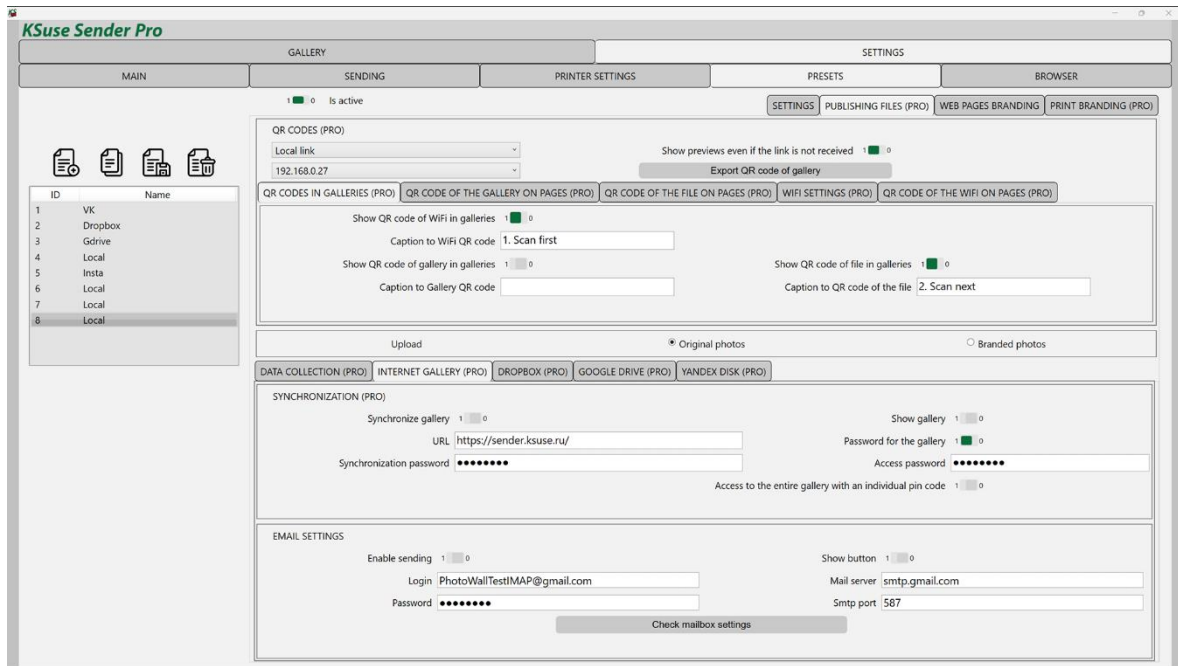 KSuse Sender Pro
GALLERY SETTINGS
MAIN SENDING PRINTER SETTINGS PRESETS BROWSER
1 0 Is active
SETTINGS PUBLISHING FILES (PRO) WEB PAGES BRANDING PRINT BRANDING (PRO)
QR CODES (PRO)
Local link Show previews even if the link is not received 1 0
192.168.0.27 Export QR code of gallery
QR CODES IN GALLERIES (PRO) QR CODE OF THE GALLERY ON PAGES (PRO) QR CODE OF THE FILE ON PAGES (PRO) WIFI SETTINGS (PRO) QR CODE OF THE WIFI ON PAGES (PRO)
ID Name
1 VK
2 Dropbox
3 Gdrive
4 Local
5 Insta
6 Local
7 Local
8 Local
Show QR code of WiFi in galleries 1 0
Caption to WiFi QR code 1. Scan first
Show QR code of gallery in galleries 1 0 Show QR code of file in galleries 1 0
Caption to Gallery QR code Caption to QR code of the file 2. Scan next
Upload Original photos Branded photos
DATA COLLECTION (PRO) INTERNET GALLERY (PRO) DROPBOX (PRO) GOOGLE DRIVE (PRO) YANDEX DISK (PRO)
SYNCHRONIZATION (PRO)
Synchronize gallery 1 0 Show gallery 1 0
URL https://sender.ksuse.ru/ Password for the gallery 1 0
Synchronization password ●●●●●●●● Access password ●●●●●●●●
Access to the entire gallery with an individual pin code 1 0
EMAIL SETTINGS
Enable sending 1 0 Show button 1 0
Login PhotoWallTestIMAP@gmail.com Mail server smtp.gmail.com
Password ●●●●●●●● Smtp port 587
Check mailbox settings